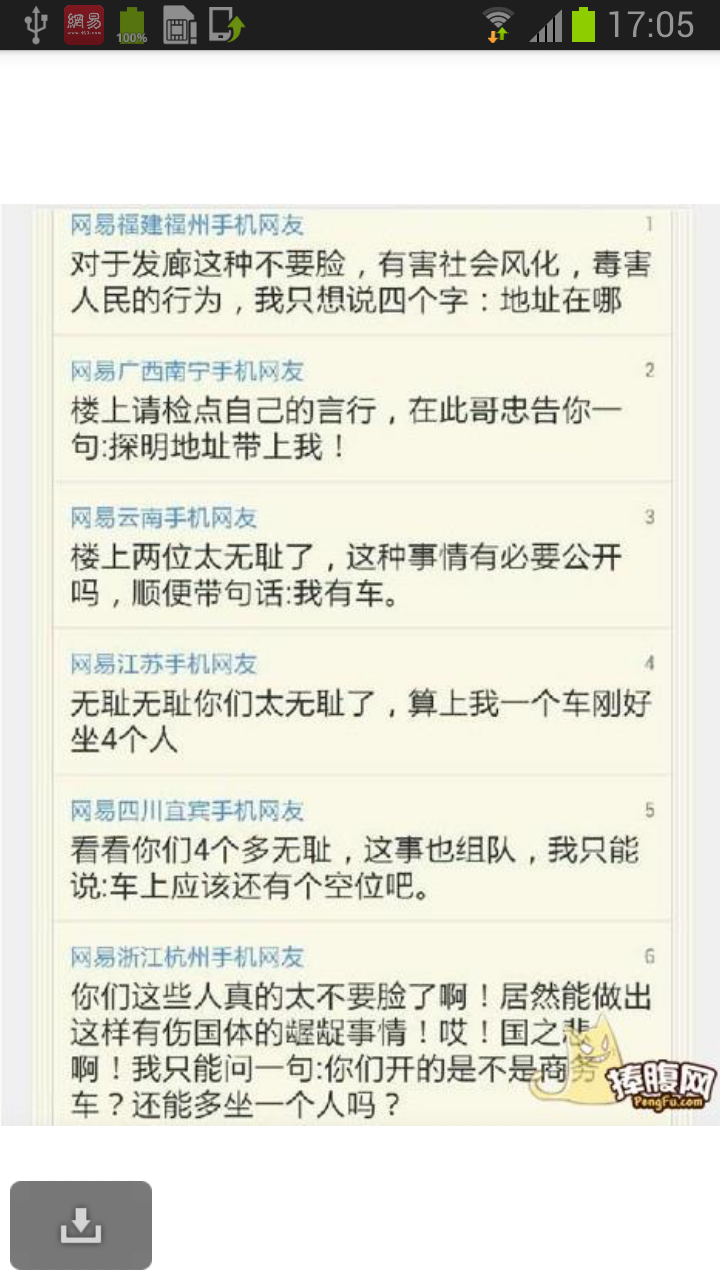 網易
www.163.com
100%
17:05
网易福建福州手机网友
1
对于发廊这种不要脸，有害社会风化，毒害
人民的行为，我只想说四个字：地址在哪
网易广西南宁手机网友
2
楼上请检点自己的言行，在此哥忠告你一
句:探明地址带上我！
网易云南手机网友
3
楼上两位太无耻了，这种事情有必要公开
吗，顺便带句话:我有车。
网易江苏手机网友
4
无耻无耻你们太无耻了，算上我一个车刚好
坐4个人
网易四川宜宾手机网友
5
看看你们4个多无耻，这事也组队，我只能
说:车上应该还有个空位吧。
网易浙江杭州手机网友
6
你们这些人真的太不要脸了啊！居然能做出
这样有伤国体的龌龊事情！哎！国之悲
啊！我只能问一句:你们开的是不是商务
车？还能多坐一个人吗？
捧腹网
PengFu.com